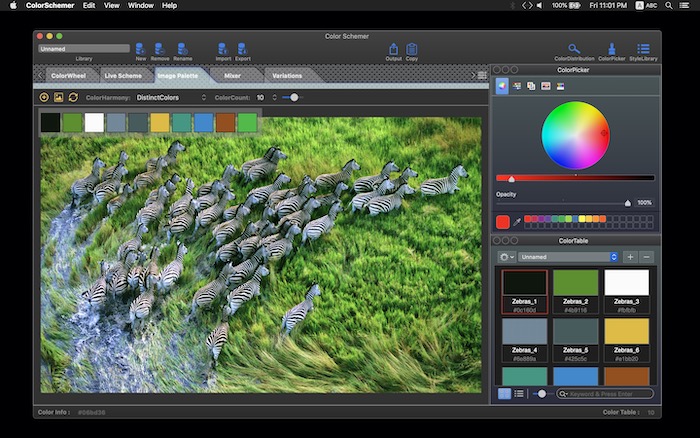 ColorSchemer Edit View Window Help 100% Fri 11:01 PM A ABC
Color Schemer
Unnamed
Library New Remove Rename Import Export Output Copy ColorDistribution ColorPicker StyleLibrary
ColorWheel Live Scheme Image Palette Mixer Variations
ColorPicker
ColorHarmony: DistinctColors ColorCount: 10
Opacity
100%
ColorTable
Unnamed
Zebras_1 Zebras_2 Zebras_3
#0c160d #4b9116 #fbfbfb
Zebras_4 Zebras_5 Zebras_6
#6e889a #425c5c #e1bb20
Keyword & Press Enter
Color Info : #06bd36 Color Table : 10